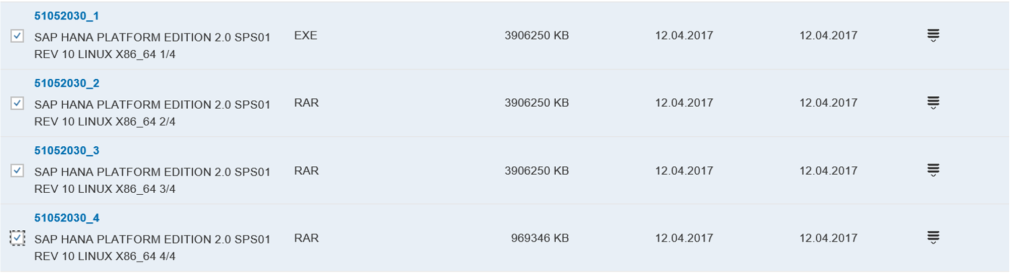 51052030_1
SAP HANA PLATFORM EDITION 2.0 SPS01 EXE 3906250 KB 12.04.2017 12.04.2017
REV 10 LINUX X86_64 1/4
51052030_2
SAP HANA PLATFORM EDITION 2.0 SPS01 RAR 3906250 KB 12.04.2017 12.04.2017
REV 10 LINUX X86_64 2/4
51052030_3
SAP HANA PLATFORM EDITION 2.0 SPS01 RAR 3906250 KB 12.04.2017 12.04.2017
REV 10 LINUX X86_64 3/4
51052030_4
SAP HANA PLATFORM EDITION 2.0 SPS01 RAR 969346 KB 12.04.2017 12.04.2017
REV 10 LINUX X86_64 4/4